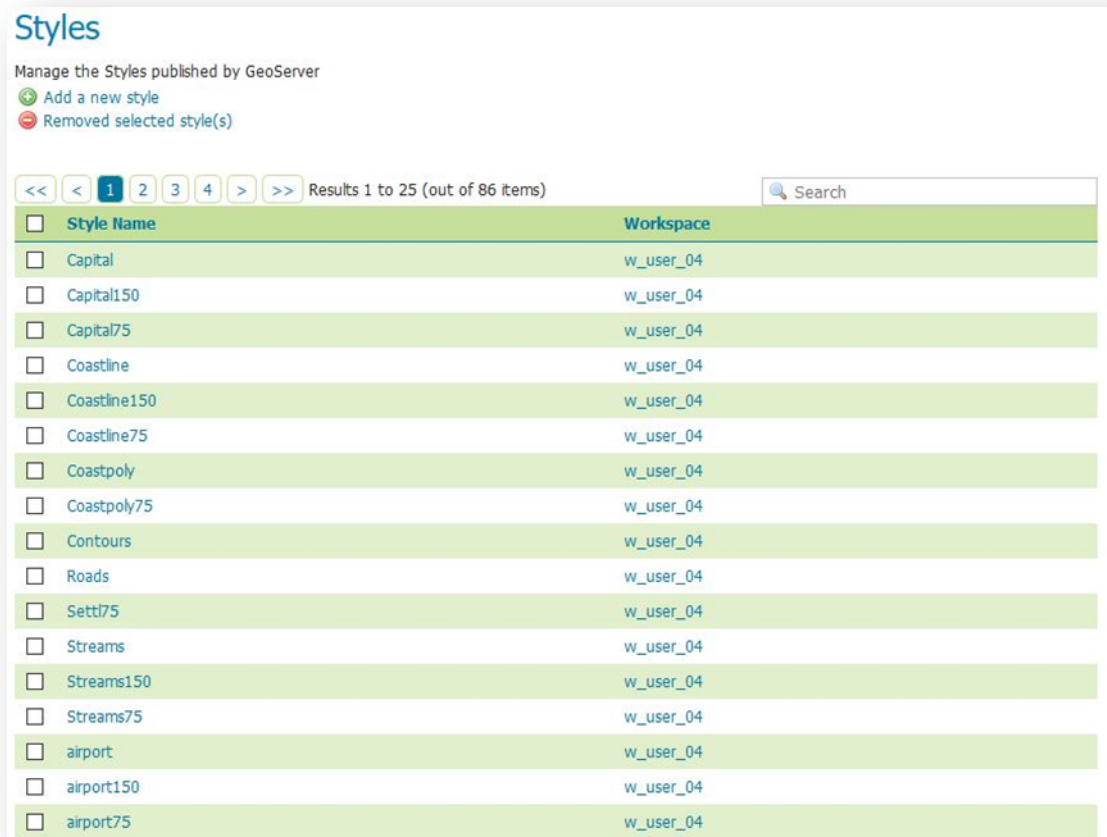 Styles
Manage the Styles published by GeoServer
Add a new style
Removed selected style(s)
<< < 1 2 3 4 > >> Results 1 to 25 (out of 86 items) Search
Style Name Workspace
Capital w_user_04
Capital150 w_user_04
Capital75 w_user_04
Coastline w_user_04
Coastline150 w_user_04
Coastline75 w_user_04
Coastpoly w_user_04
Coastpoly75 w_user_04
Contours w_user_04
Roads w_user_04
Settl75 w_user_04
Streams w_user_04
Streams150 w_user_04
Streams75 w_user_04
airport w_user_04
airport150 w_user_04
airport75 w_user_04